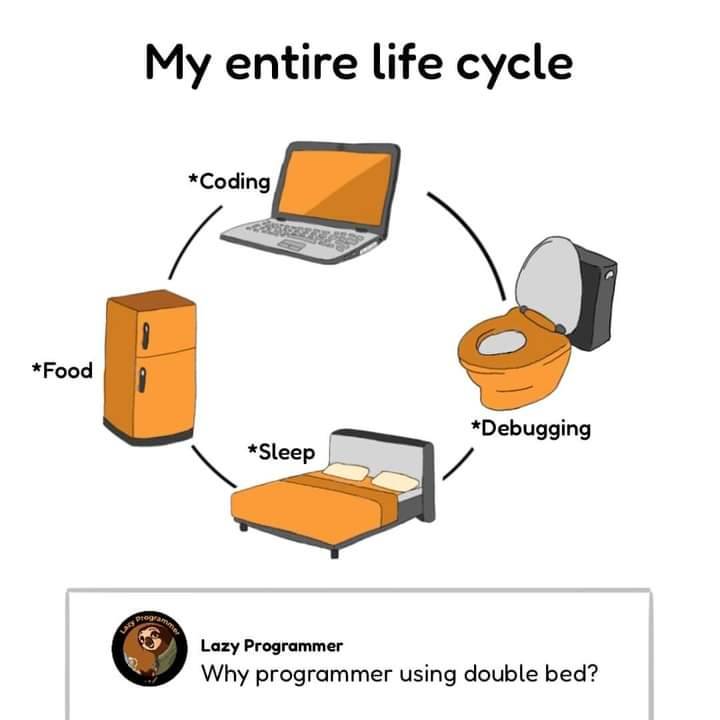 My entire life cycle
*Coding
*Food
*Debugging
*Sleep
Lazy Programmer
Lazy Programmer
Why programmer using double bed?